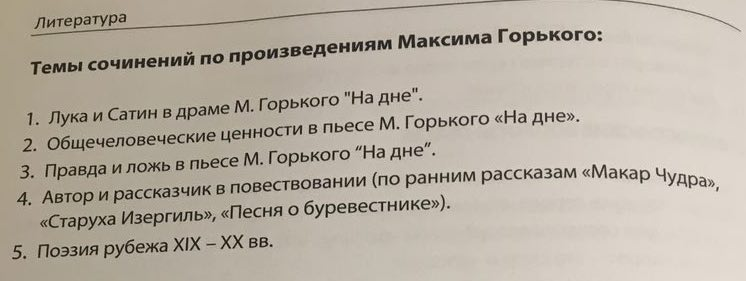 Литература
Темы сочинений по произведениям Максима Горького:
1. Лука и Сатин в драме М. Горького "На дне".
2. Общечеловеческие ценности в пьесе М. Горького «На дне».
3. Правда и ложь в пьесе М. Горького “На дне”.
4. Автор и рассказчик в повествовании (по ранним рассказам «Макар Чудра»,
«Старуха Изергиль», «Песня о буревестнике»).
5. Поэзия рубежа XIX – XX вв.